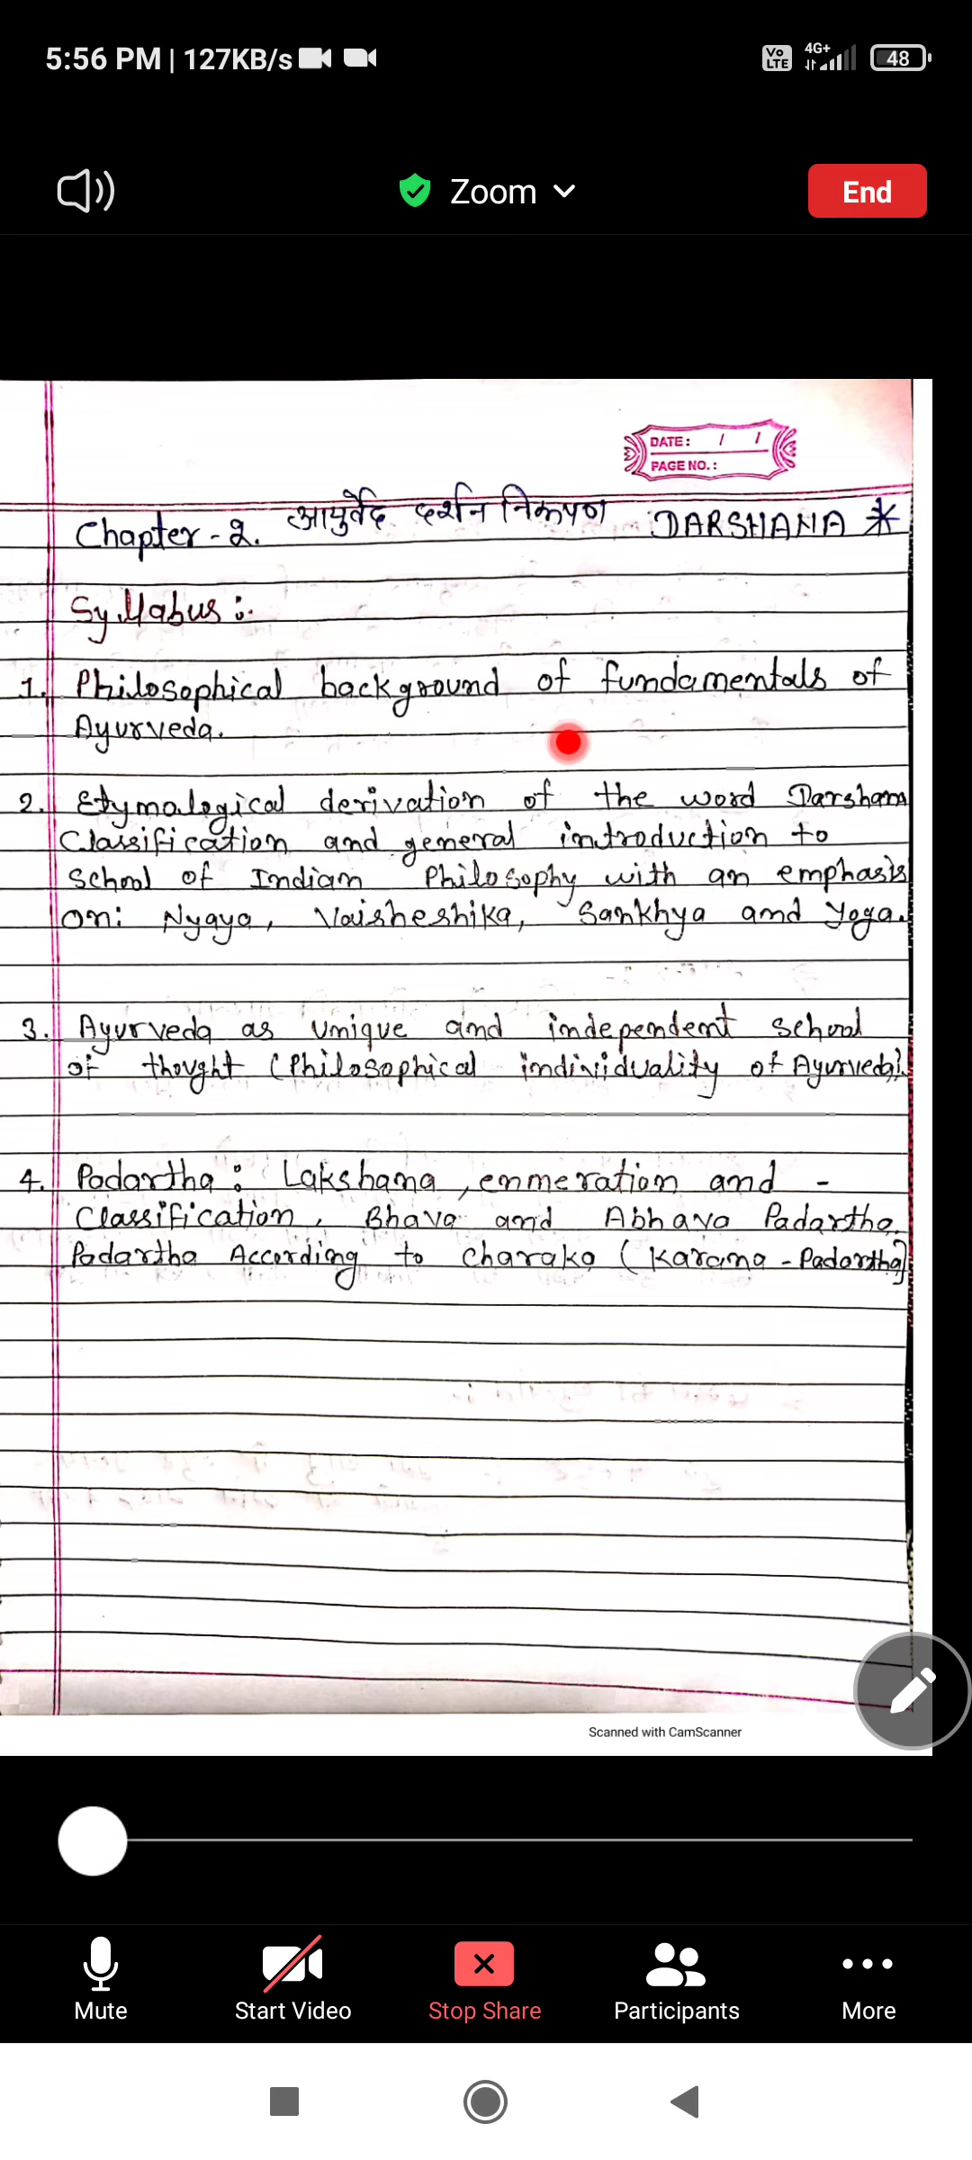 5:56 PM | 127KB/s
Vo LTE 4G+ 48
Zoom
End
DATE: / /
PAGE NO.:
Chapter - 2. आयुर्वेद दर्शन निरूपण DARSHANA *
Syllabus :.
1. Philosophical background of fundamentals of
Ayurveda.
2. Etymalogical derivation of the word Darshana
Classification and general introduction to
School of Indian Philosophy with an emphasis
on: Nyaya, Vaisheshika, Sankhya and Yoga.
3. Ayurveda as unique and independent school
of thought (Philosophical individuality of Ayurveda).
4. Padartha: Lakshana, enmeration and -
Classification, Bhava and Abhava Padartha,
Padartha According to Charaka (Karana - Padartha)
Scanned with CamScanner
Mute
Start Video
Stop Share
Participants
More